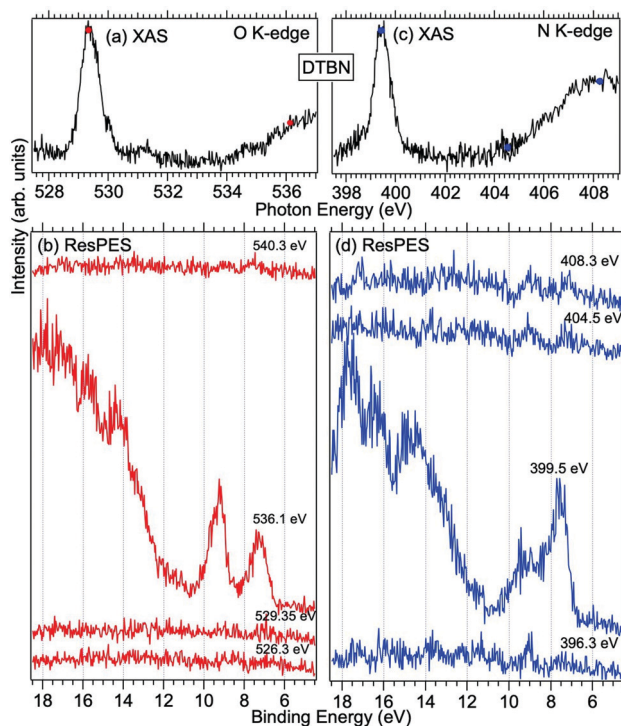 (a) XAS
O K-edge
(c) XAS
N K-edge
DTBN
528
530
532
534
536
398
400
402
404
406
408
Photon Energy (eV)
Intensity (arb. units)
(b) ResPES
540.3 eV
536.1 eV
529.35 eV
526.3 eV
(d) ResPES
408.3 eV
404.5 eV
399.5 eV
396.3 eV
18
16
14
12
10
8
6
18
16
14
12
10
8
6
Binding Energy (eV)